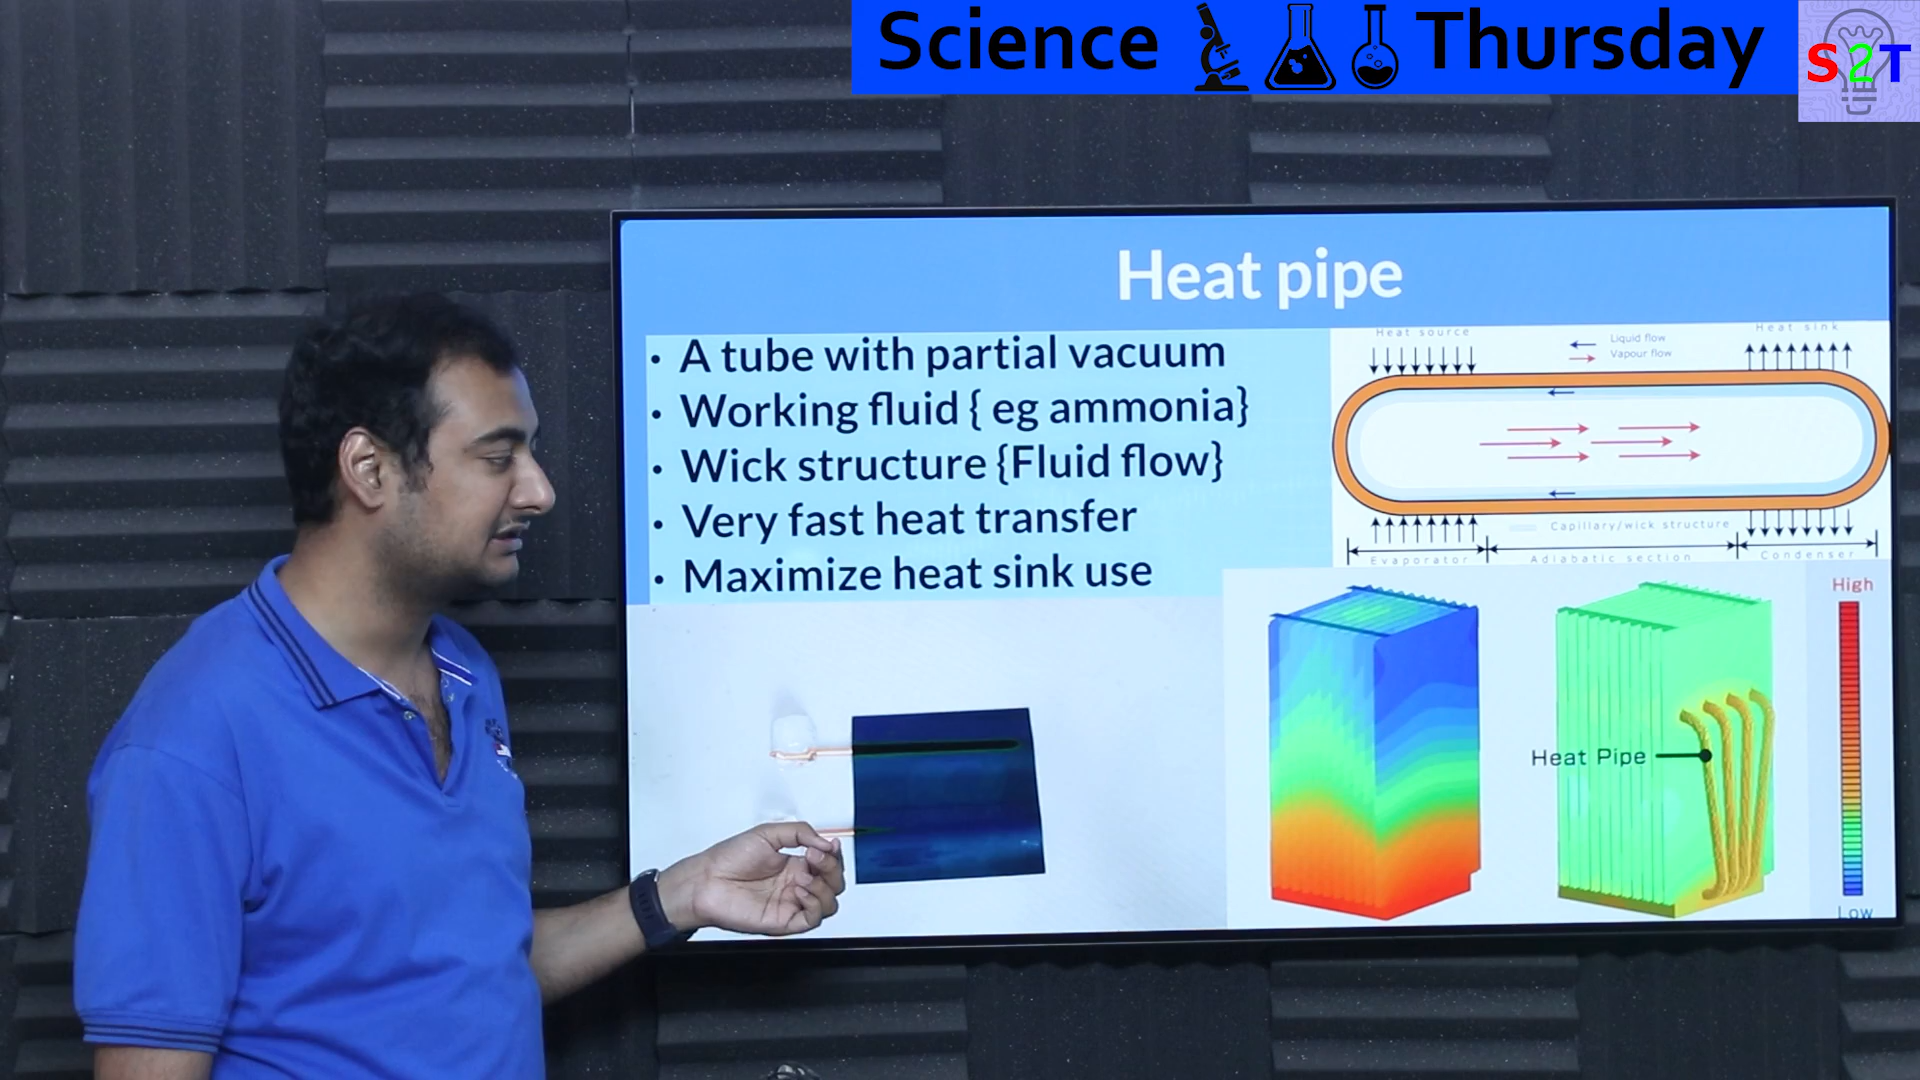 Science Thursday
S2T
Heat pipe
• A tube with partial vacuum
• Working fluid { eg ammonia}
• Wick structure {Fluid flow}
• Very fast heat transfer
• Maximize heat sink use
Heat source
Liquid flow
Vapour flow
Heat sink
Capillary/wick structure
Evaporator
Adiabatic section
Condenser
High
Heat Pipe
Low